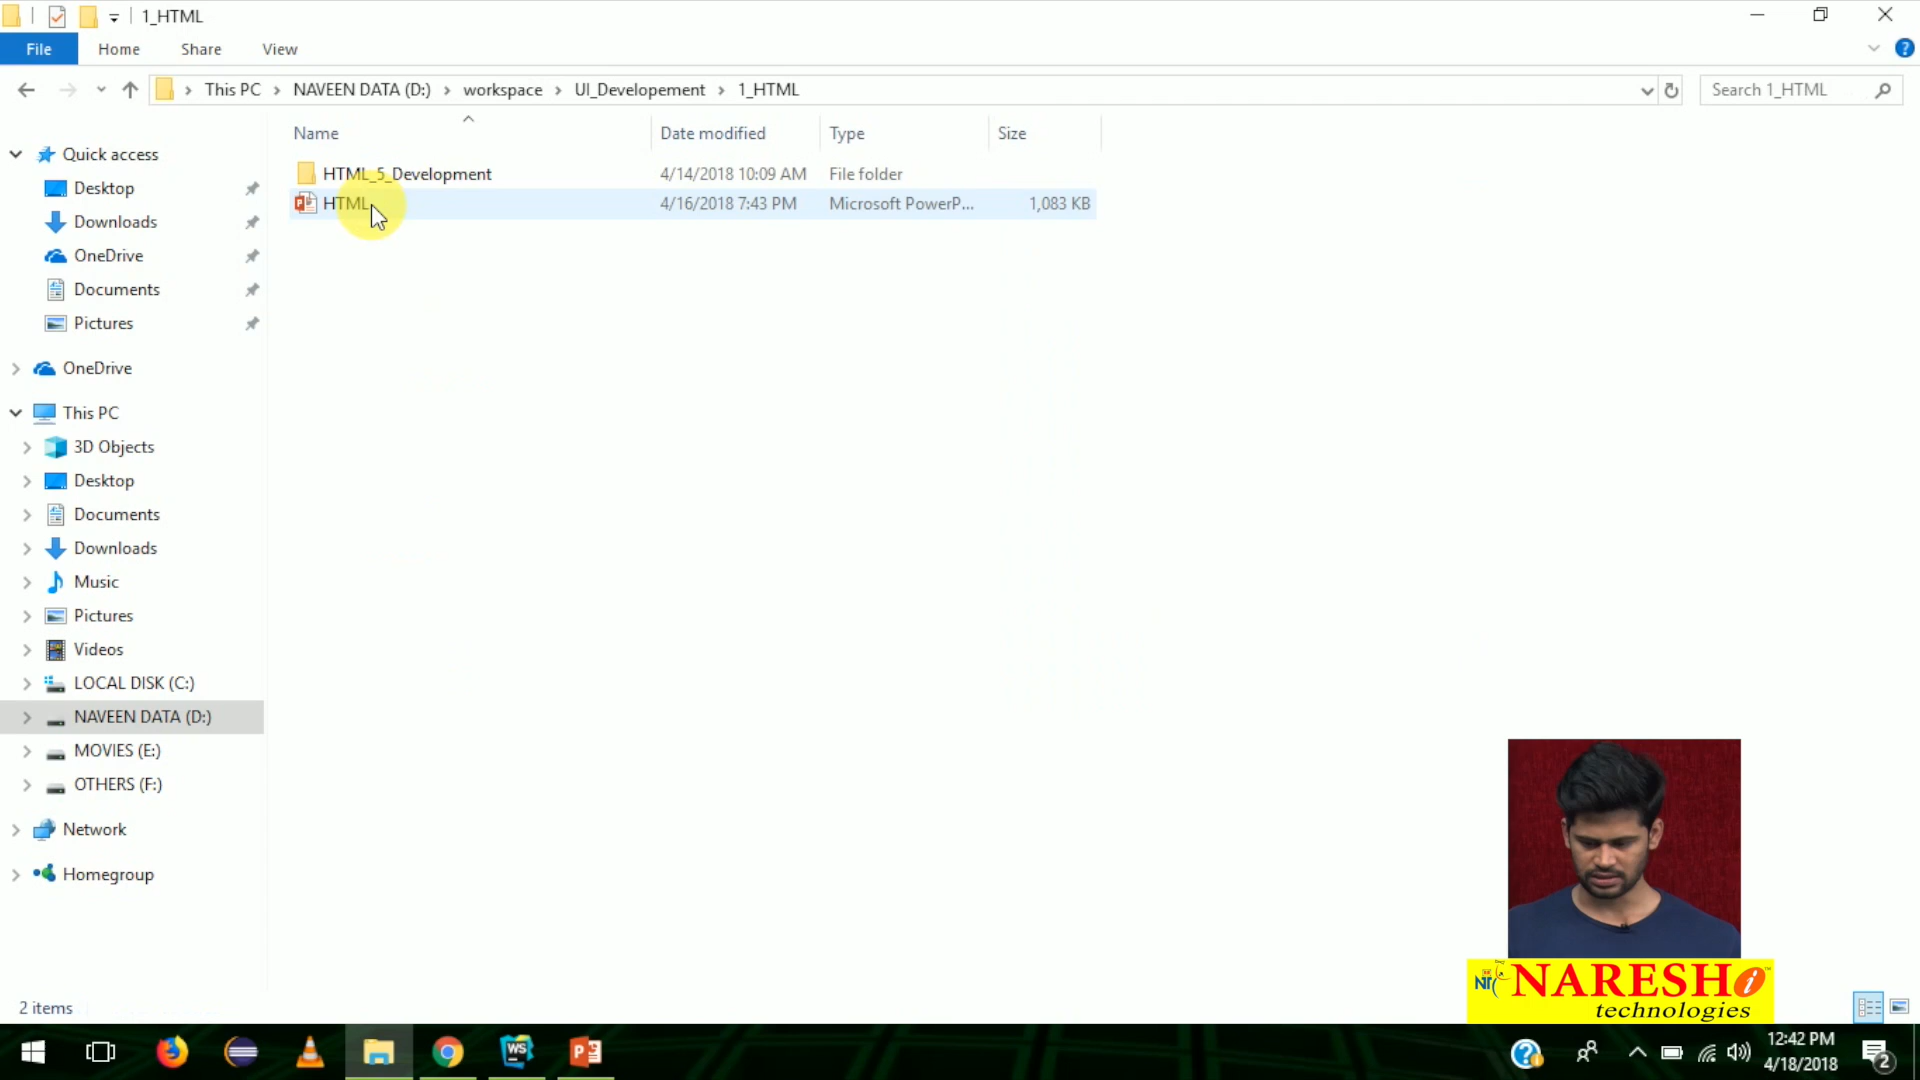 1_HTML
File Home Share View
This PC NAVEEN DATA (D:) workspace UI_Developement 1_HTML
Search 1_HTML
Name Date modified Type Size
HTML_5_Development 4/14/2018 10:09 AM File folder
HTML 4/16/2018 7:43 PM Microsoft PowerP... 1,083 KB
Quick access
Desktop
Downloads
OneDrive
Documents
Pictures
OneDrive
This PC
3D Objects
Desktop
Documents
Downloads
Music
Pictures
Videos
LOCAL DISK (C:)
NAVEEN DATA (D:)
MOVIES (E:)
OTHERS (F:)
Network
Homegroup
2 items
NARESH i
technologies
12:42 PM
4/18/2018
2